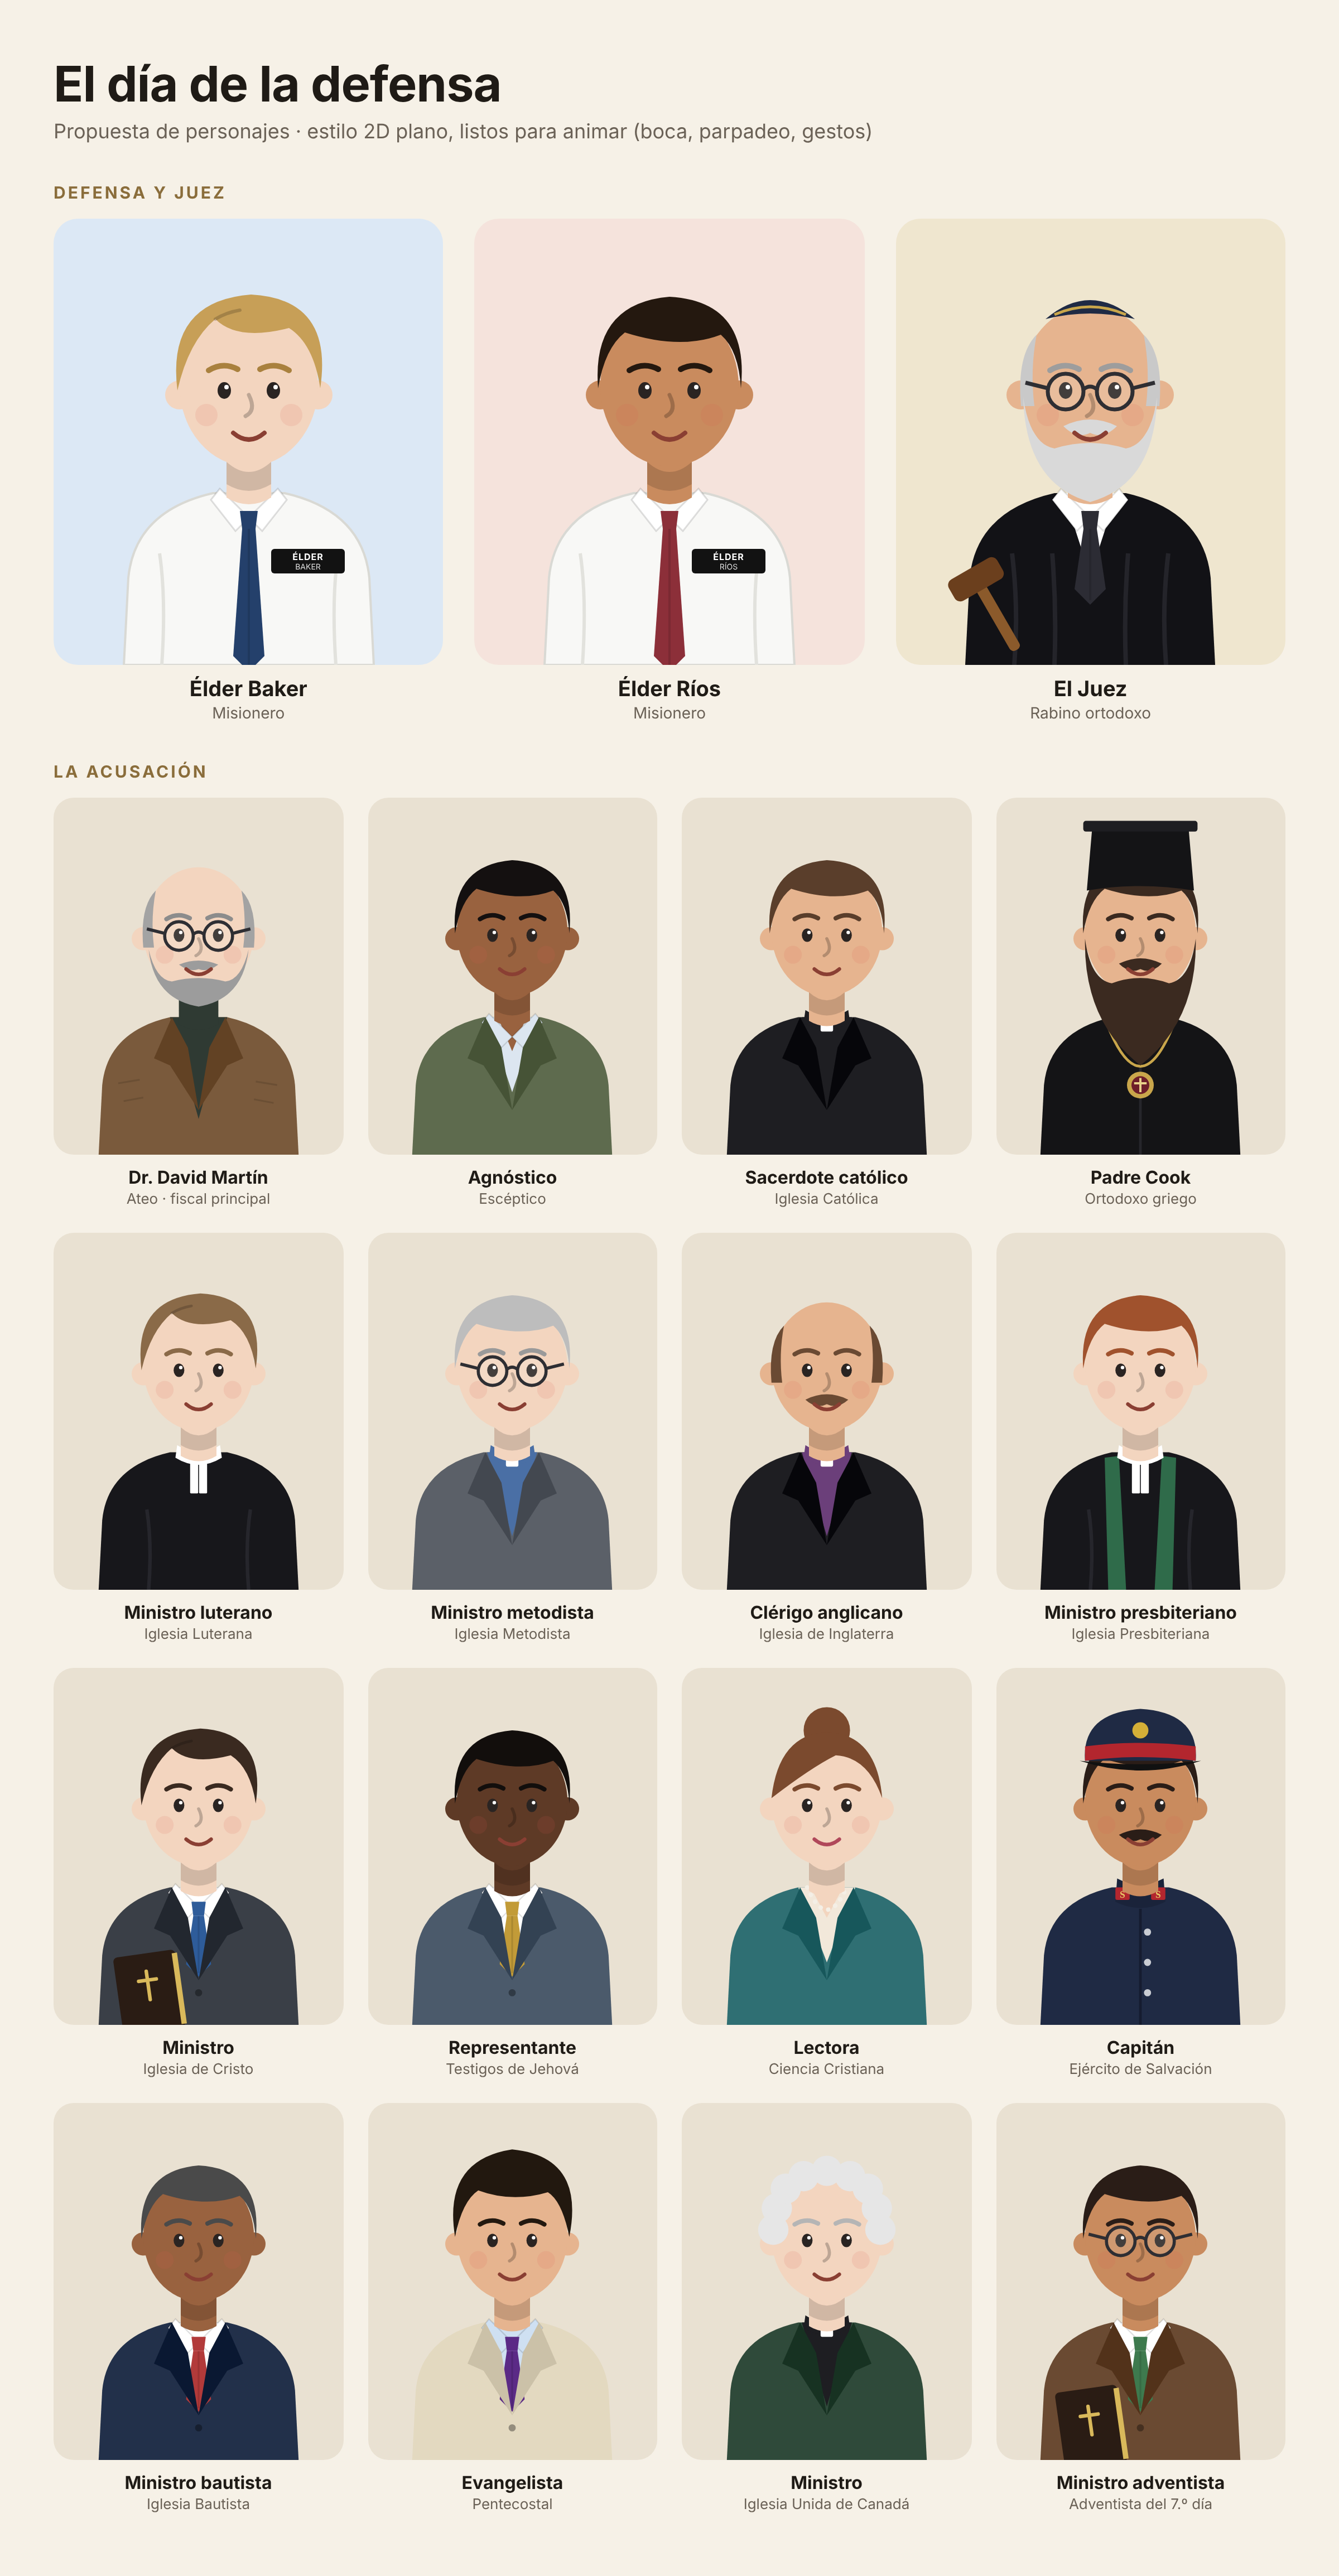 El día de la defensa
Propuesta de personajes · estilo 2D plano, listos para animar (boca, parpadeo, gestos)
DEFENSA Y JUEZ
ÉLDER
BAKER
ÉLDER
RÍOS
Élder Baker
Misionero
Élder Ríos
Misionero
El Juez
Rabino ortodoxo
LA ACUSACIÓN
Dr. David Martín
Ateo · fiscal principal
Agnóstico
Escéptico
Sacerdote católico
Iglesia Católica
Padre Cook
Ortodoxo griego
Ministro luterano
Iglesia Luterana
Ministro metodista
Iglesia Metodista
Clérigo anglicano
Iglesia de Inglaterra
Ministro presbiteriano
Iglesia Presbiteriana
S S
Ministro
Iglesia de Cristo
Representante
Testigos de Jehová
Lectora
Ciencia Cristiana
Capitán
Ejército de Salvación
Ministro bautista
Iglesia Bautista
Evangelista
Pentecostal
Ministro
Iglesia Unida de Canadá
Ministro adventista
Adventista del 7.º día